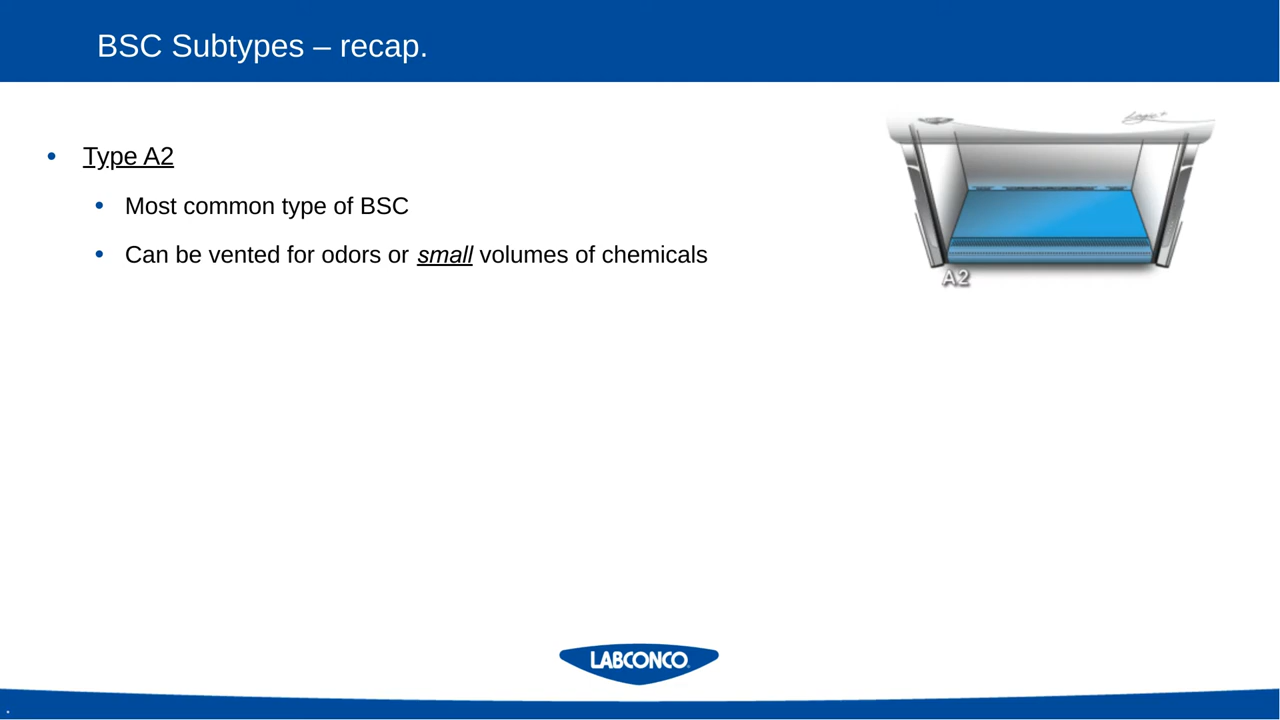 BSC Subtypes – recap.
Logic+
• Type A2
• Most common type of BSC
• Can be vented for odors or small volumes of chemicals
A2
LABCONCO